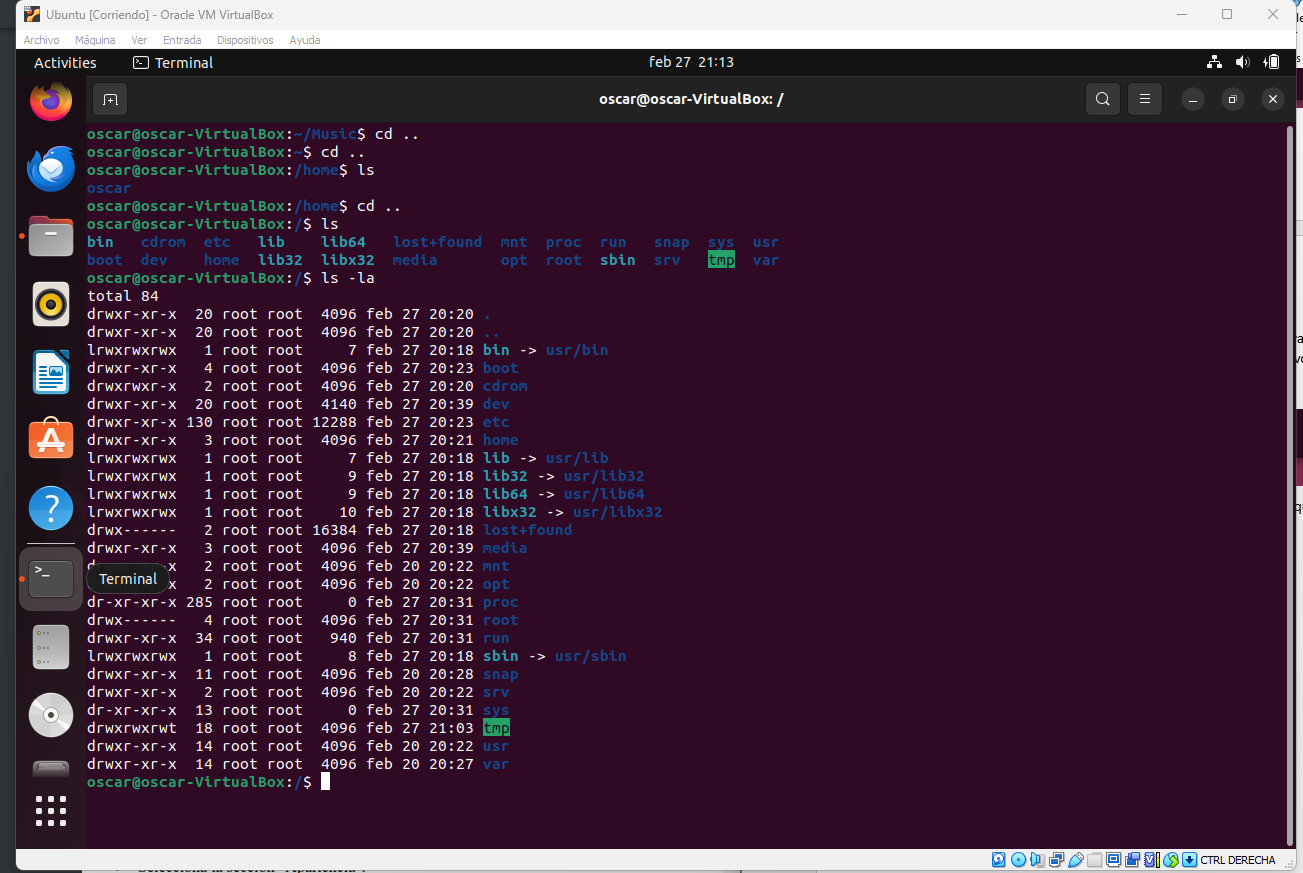 Ubuntu [Corriendo] - Oracle VM VirtualBox
Archivo Máquina Ver Entrada Dispositivos Ayuda
Activities Terminal feb 27 21:13
oscar@oscar-VirtualBox: /
oscar@oscar-VirtualBox:~/Music$ cd ..
oscar@oscar-VirtualBox:~$ cd ..
oscar@oscar-VirtualBox:/home$ ls
oscar
oscar@oscar-VirtualBox:/home$ cd ..
oscar@oscar-VirtualBox:/$ ls
bin cdrom etc lib lib64 lost+found mnt proc run snap sys usr
boot dev home lib32 libx32 media opt root sbin srv tmp var
oscar@oscar-VirtualBox:/$ ls -la
total 84
drwxr-xr-x 20 root root 4096 feb 27 20:20 .
drwxr-xr-x 20 root root 4096 feb 27 20:20 ..
lrwxrwxrwx 1 root root 7 feb 27 20:18 bin -> usr/bin
drwxr-xr-x 4 root root 4096 feb 27 20:23 boot
drwxrwxr-x 2 root root 4096 feb 27 20:20 cdrom
drwxr-xr-x 20 root root 4140 feb 27 20:39 dev
drwxr-xr-x 130 root root 12288 feb 27 20:23 etc
drwxr-xr-x 3 root root 4096 feb 27 20:21 home
lrwxrwxrwx 1 root root 7 feb 27 20:18 lib -> usr/lib
lrwxrwxrwx 1 root root 9 feb 27 20:18 lib32 -> usr/lib32
lrwxrwxrwx 1 root root 9 feb 27 20:18 lib64 -> usr/lib64
lrwxrwxrwx 1 root root 10 feb 27 20:18 libx32 -> usr/libx32
drwx------ 2 root root 16384 feb 27 20:18 lost+found
drwxr-xr-x 3 root root 4096 feb 27 20:39 media
2 root root 4096 feb 20 20:22 mnt
Terminal x 2 root root 4096 feb 20 20:22 opt
dr-xr-xr-x 285 root root 0 feb 27 20:31 proc
drwx------ 4 root root 4096 feb 27 20:31 root
drwxr-xr-x 34 root root 940 feb 27 20:31 run
lrwxrwxrwx 1 root root 8 feb 27 20:18 sbin -> usr/sbin
drwxr-xr-x 11 root root 4096 feb 20 20:28 snap
drwxr-xr-x 2 root root 4096 feb 20 20:22 srv
dr-xr-xr-x 13 root root 0 feb 27 20:31 sys
drwxrwxrwt 18 root root 4096 feb 27 21:03 tmp
drwxr-xr-x 14 root root 4096 feb 20 20:22 usr
drwxr-xr-x 14 root root 4096 feb 20 20:27 var
oscar@oscar-VirtualBox:/$
CTRL DERECHA